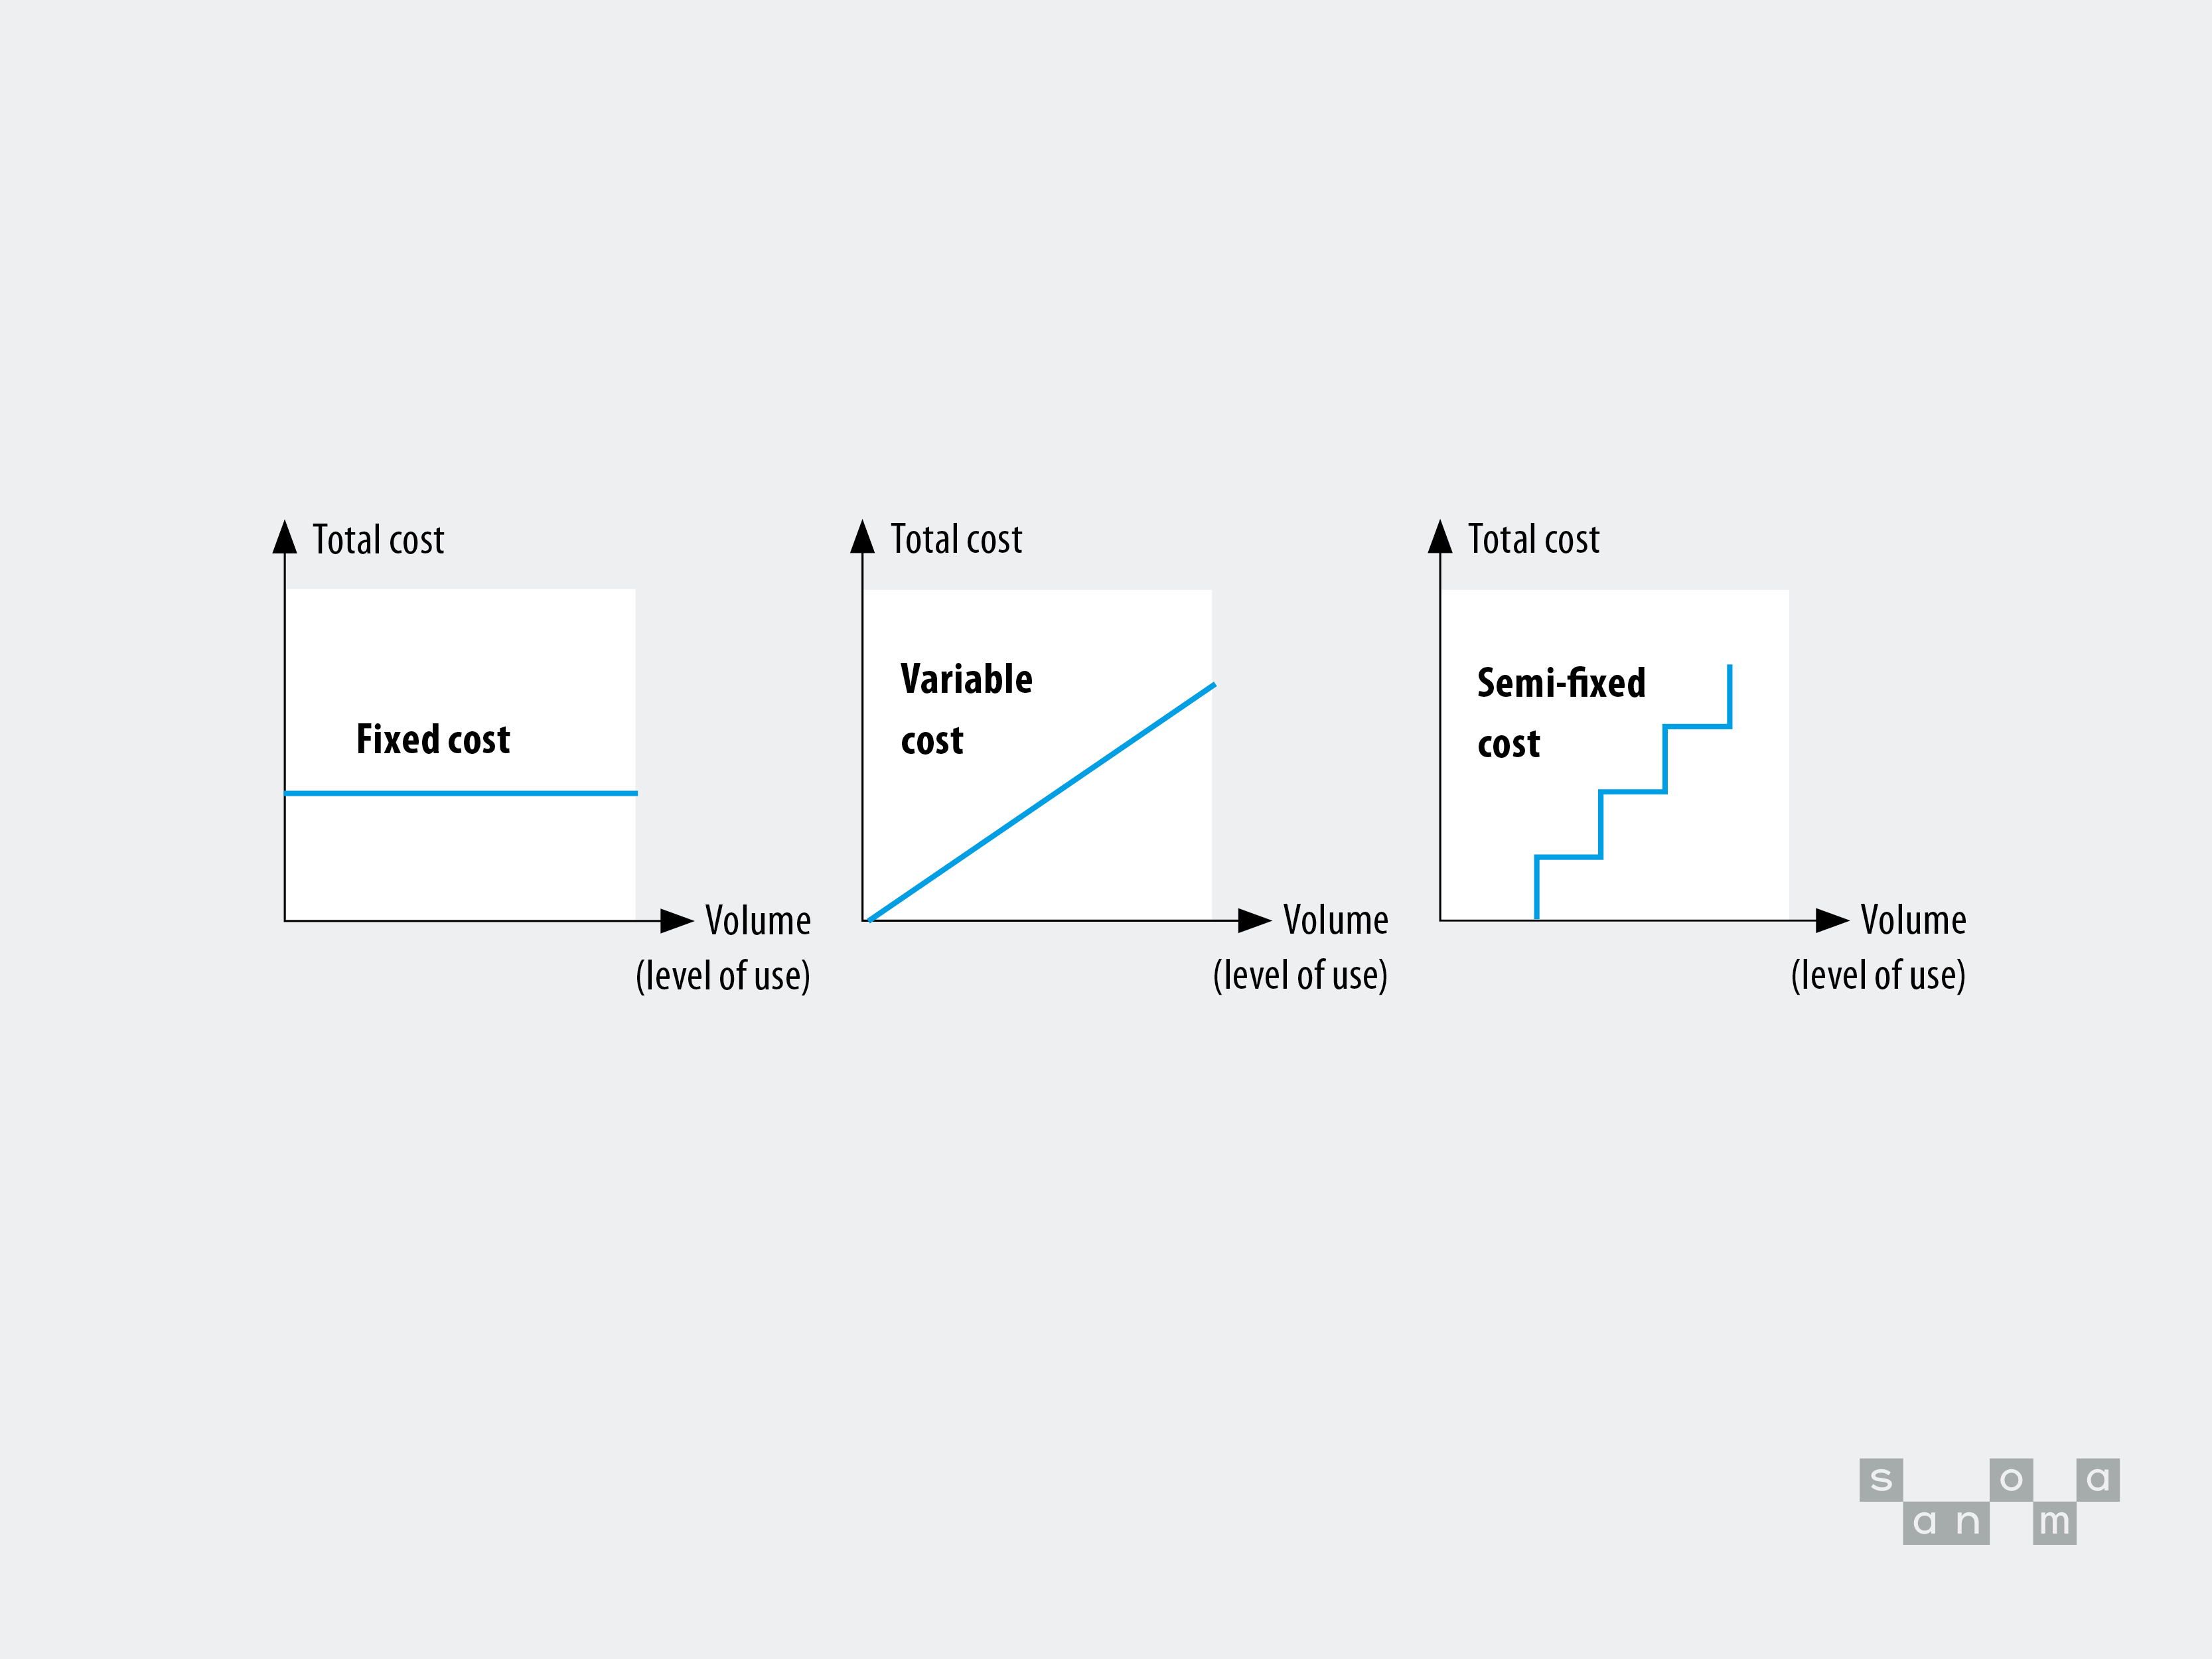 Total cost
Fixed cost
Volume
(level of use)
Total cost
Variable
cost
Volume
(level of use)
Total cost
Semi-fixed
cost
Volume
(level of use)
sanoma